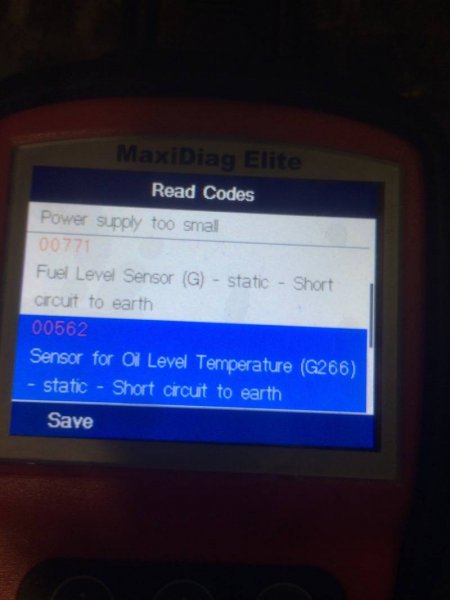 MaxiDiag Elite
Read Codes
Power supply too small
00771
Fuel Level Sensor (G) - static - Short
circuit to earth
00562
Sensor for Oil Level Temperature (G266)
- static - Short circuit to earth
Save